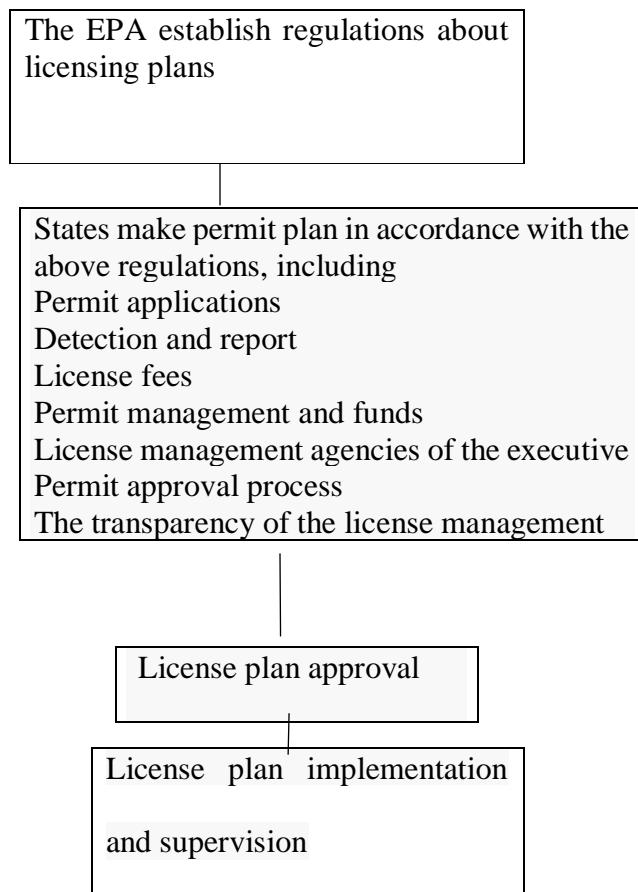 The EPA establish regulations about
licensing plans
States make permit plan in accordance with the
above regulations, including
Permit applications
Detection and report
License fees
Permit management and funds
License management agencies of the executive
Permit approval process
The transparency of the license management
License plan approval
License plan implementation
and supervision